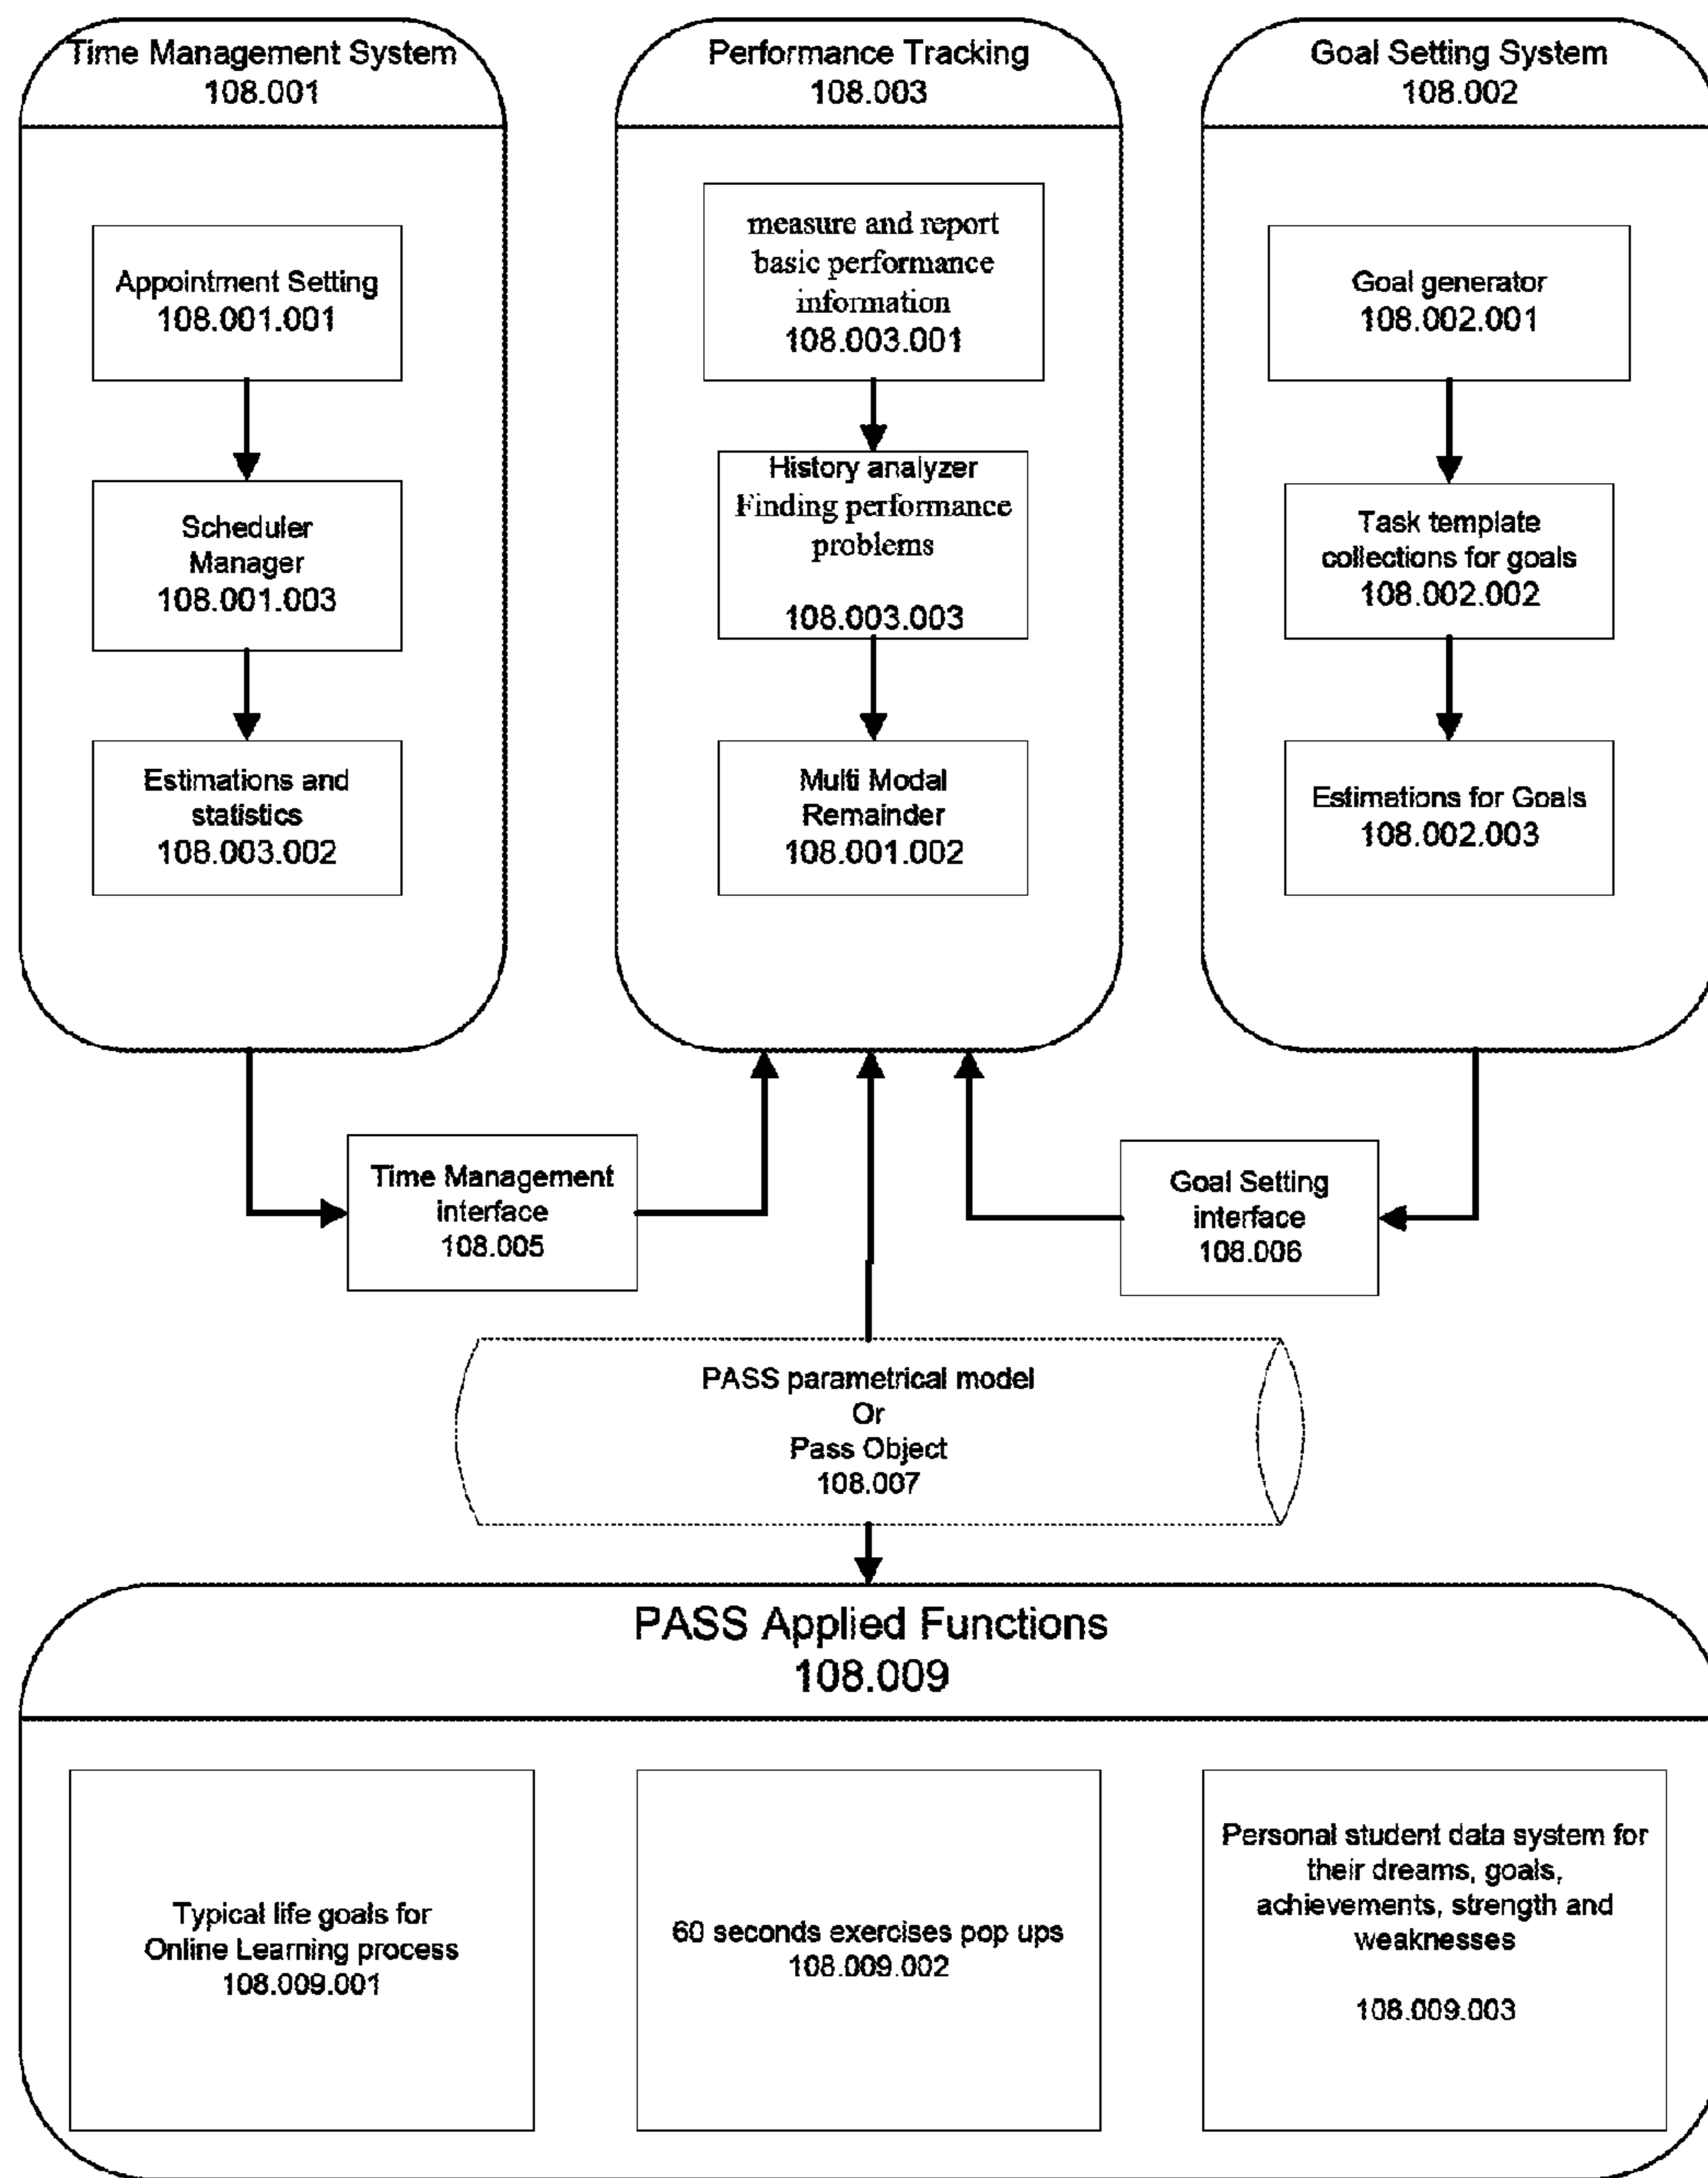 Time Management System
108.001
Appointment Setting
108.001.001
Scheduler
Manager
108.001.003
Estimations and
statistics
108.003.002
Performance Tracking
108.003
measure and report
basic performance
information
108.003.001
History analyzer
Finding performance
problems
108.003.003
Multi Modal
Remainder
108.001.002
Goal Setting System
108.002
Goal generator
108.002.001
Task template
collections for goals
108.002.002
Estimations for Goals
108.002.003
Time Management
interface
108.005
Goal Setting
interface
108.006
PASS parametrical model
Or
Pass Object
108.007
PASS Applied Functions
108.009
Typical life goals for
Online Learning process
108.009.001
60 seconds exercises pop ups
108.009.002
Personal student data system for
their dreams, goals,
achievements, strength and
weaknesses
108.009.003